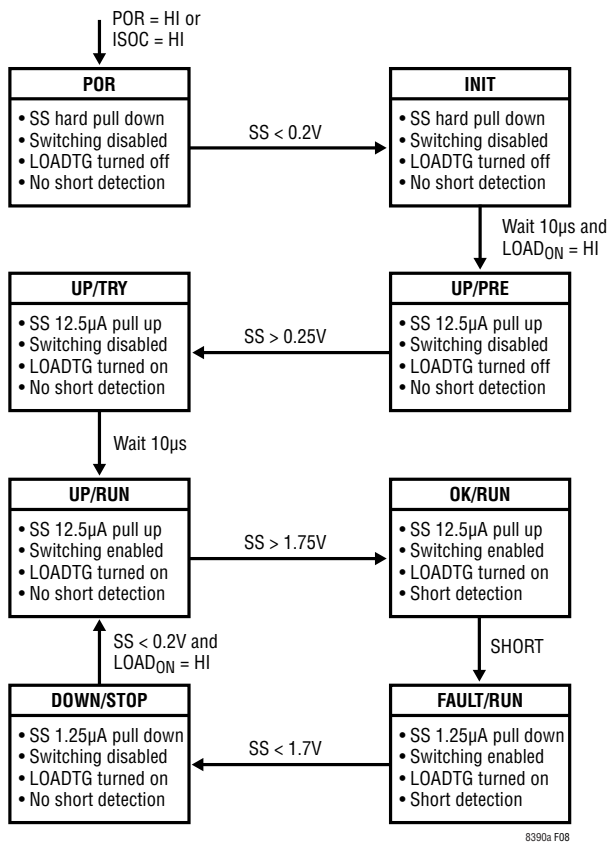 POR = HI or
ISOC = HI
POR
• SS hard pull down
• Switching disabled
• LOADTG turned off
• No short detection
SS < 0.2V
INIT
• SS hard pull down
• Switching disabled
• LOADTG turned off
• No short detection
Wait 10µs and
LOADON = HI
UP/PRE
• SS 12.5µA pull up
• Switching disabled
• LOADTG turned off
• No short detection
SS > 0.25V
UP/TRY
• SS 12.5µA pull up
• Switching disabled
• LOADTG turned on
• No short detection
Wait 10µs
UP/RUN
• SS 12.5µA pull up
• Switching enabled
• LOADTG turned on
• No short detection
SS > 1.75V
OK/RUN
• SS 12.5µA pull up
• Switching enabled
• LOADTG turned on
• Short detection
SHORT
FAULT/RUN
• SS 1.25µA pull down
• Switching enabled
• LOADTG turned on
• Short detection
SS < 1.7V
DOWN/STOP
• SS 1.25µA pull down
• Switching disabled
• LOADTG turned on
• No short detection
SS < 0.2V and
LOADON = HI
8390a F08